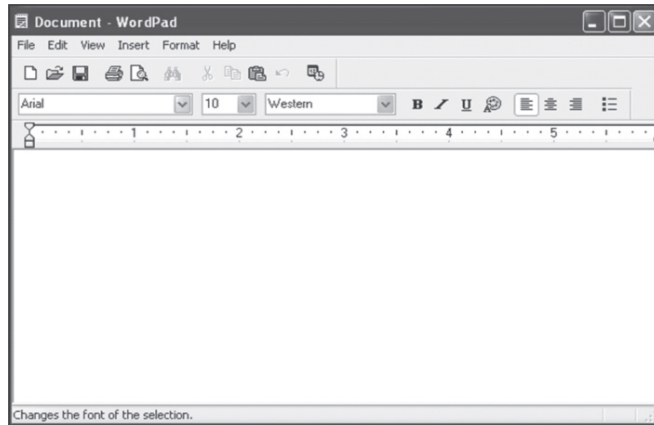 Document - WordPad
File Edit View Insert Format Help
Arial 10 Western B I U
1 2 3 4 5
Changes the font of the selection.